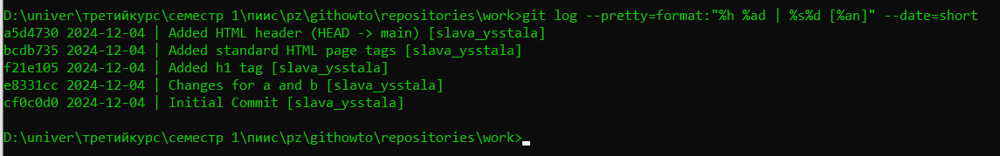 D:\univer\третийкурс\семестр 1\пиис\pz\githowto\repositories\work>git log --pretty=format:"%h %ad | %s%d [%an]" --date=short
a5d4730 2024-12-04 | Added HTML header (HEAD -> main) [slava_ysstala]
bcdb735 2024-12-04 | Added standard HTML page tags [slava_ysstala]
f21e105 2024-12-04 | Added h1 tag [slava_ysstala]
e8331cc 2024-12-04 | Changes for a and b [slava_ysstala]
cf0c0d0 2024-12-04 | Initial Commit [slava_ysstala]
D:\univer\третийкурс\семестр 1\пиис\pz\githowto\repositories\work>